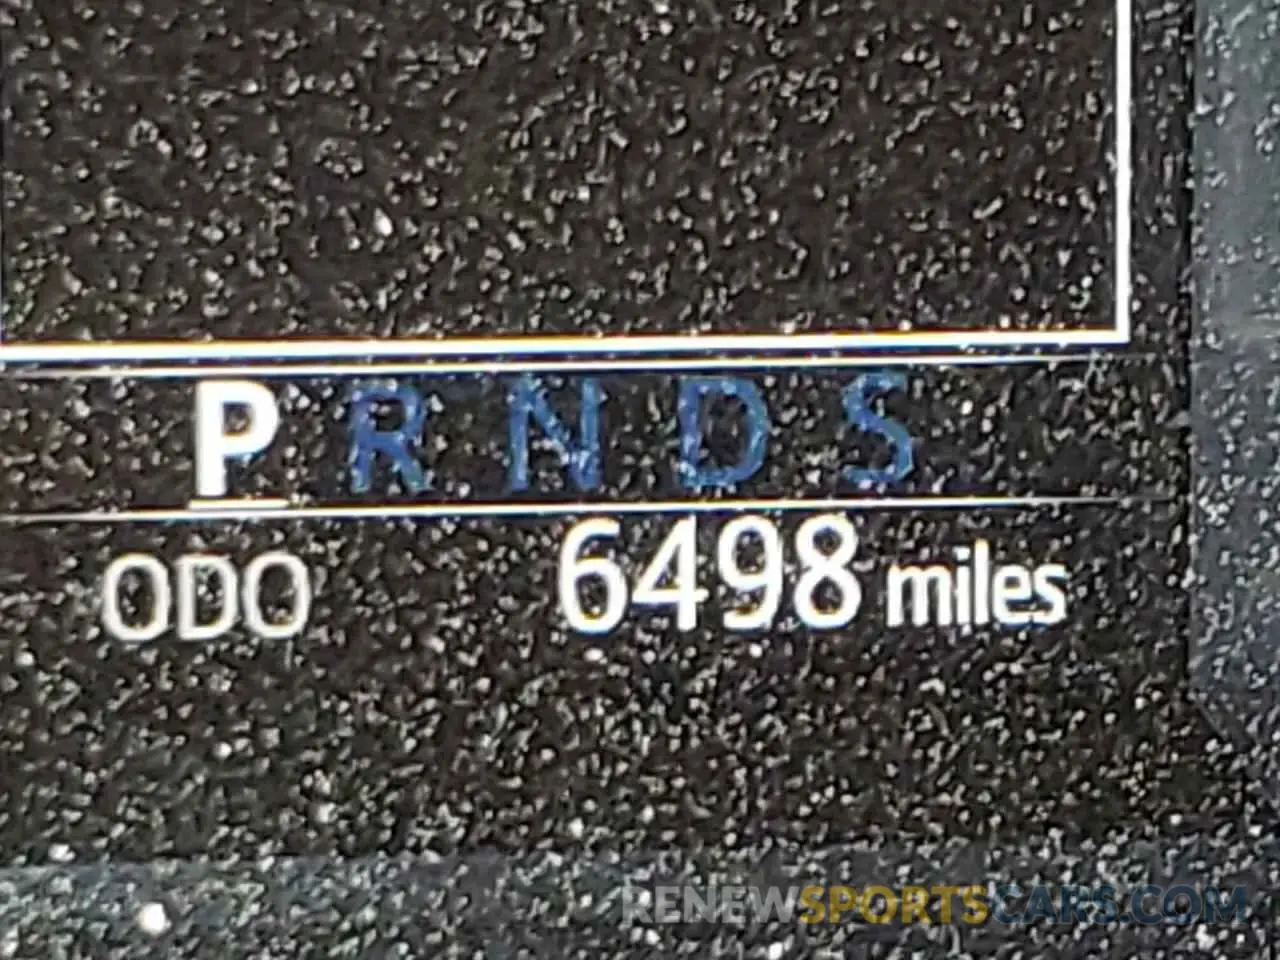 P R N D S
ODO 6498 miles
RENEWSPORTSCARS.COM